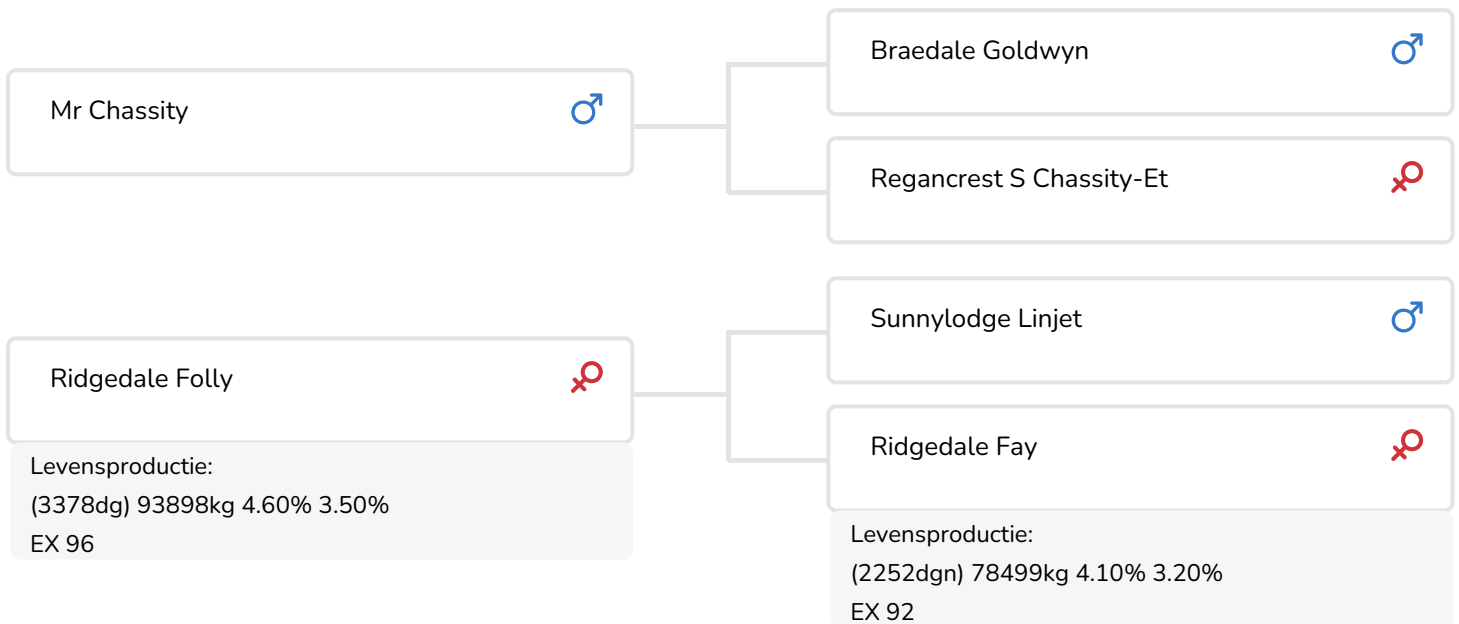 Braedale Goldwyn
Mr Chassity
Regancrest S Chassity-Et
Sunnylodge Linjet
Ridgedale Folly
Levensproductie:
(3378dg) 93898kg 4.60% 3.50%
EX 96
Ridgedale Fay
Levensproductie:
(2252dgn) 78499kg 4.10% 3.20%
EX 92